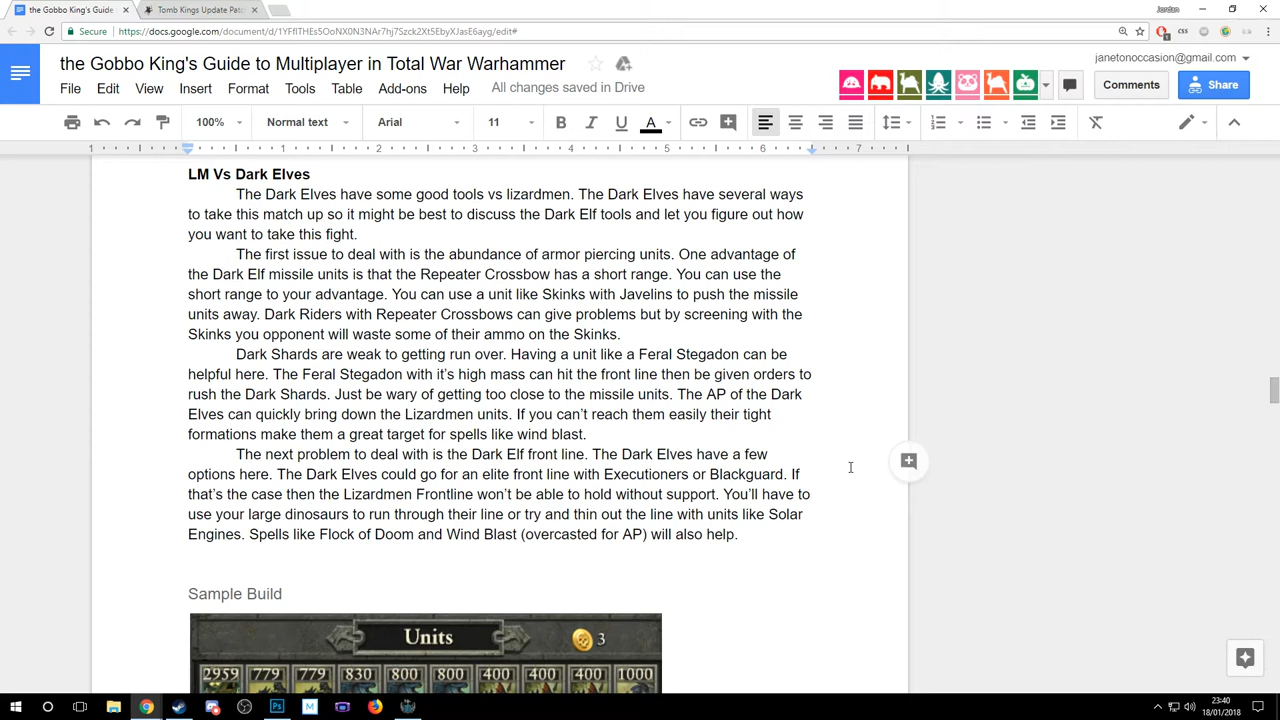 the Gobbo King's Guide
Tomb Kings Update Patc
Jordan
Secure
https://docs.google.com/document/d/1YFflTHEs5OoNX0N3NAr7hj7Szck2Xt5EbyXJasE6ayg/edit#
the Gobbo King's Guide to Multiplayer in Total War Warhammer
janetonoccasion@gmail.com
File Edit View Insert Format Tools Table Add-ons Help All changes saved in Drive
Comments
Share
100% Normal text Arial 11 B I U A
1 1 2 3 4 5 6 7
LM Vs Dark Elves
The Dark Elves have some good tools vs lizardmen. The Dark Elves have several ways
to take this match up so it might be best to discuss the Dark Elf tools and let you figure out how
you want to take this fight.
The first issue to deal with is the abundance of armor piercing units. One advantage of
the Dark Elf missile units is that the Repeater Crossbow has a short range. You can use the
short range to your advantage. You can use a unit like Skinks with Javelins to push the missile
units away. Dark Riders with Repeater Crossbows can give problems but by screening with the
Skinks you opponent will waste some of their ammo on the Skinks.
Dark Shards are weak to getting run over. Having a unit like a Feral Stegadon can be
helpful here. The Feral Stegadon with it's high mass can hit the front line then be given orders to
rush the Dark Shards. Just be wary of getting too close to the missile units. The AP of the Dark
Elves can quickly bring down the Lizardmen units. If you can't reach them easily their tight
formations make them a great target for spells like wind blast.
The next problem to deal with is the Dark Elf front line. The Dark Elves have a few
options here. The Dark Elves could go for an elite front line with Executioners or Blackguard. If
that's the case then the Lizardmen Frontline won't be able to hold without support. You'll have to
use your large dinosaurs to run through their line or try and thin out the line with units like Solar
Engines. Spells like Flock of Doom and Wind Blast (overcasted for AP) will also help.
Sample Build
Units 3
2959 779 779 830 800 800 400 400 400 1000
23:40
18/01/2018